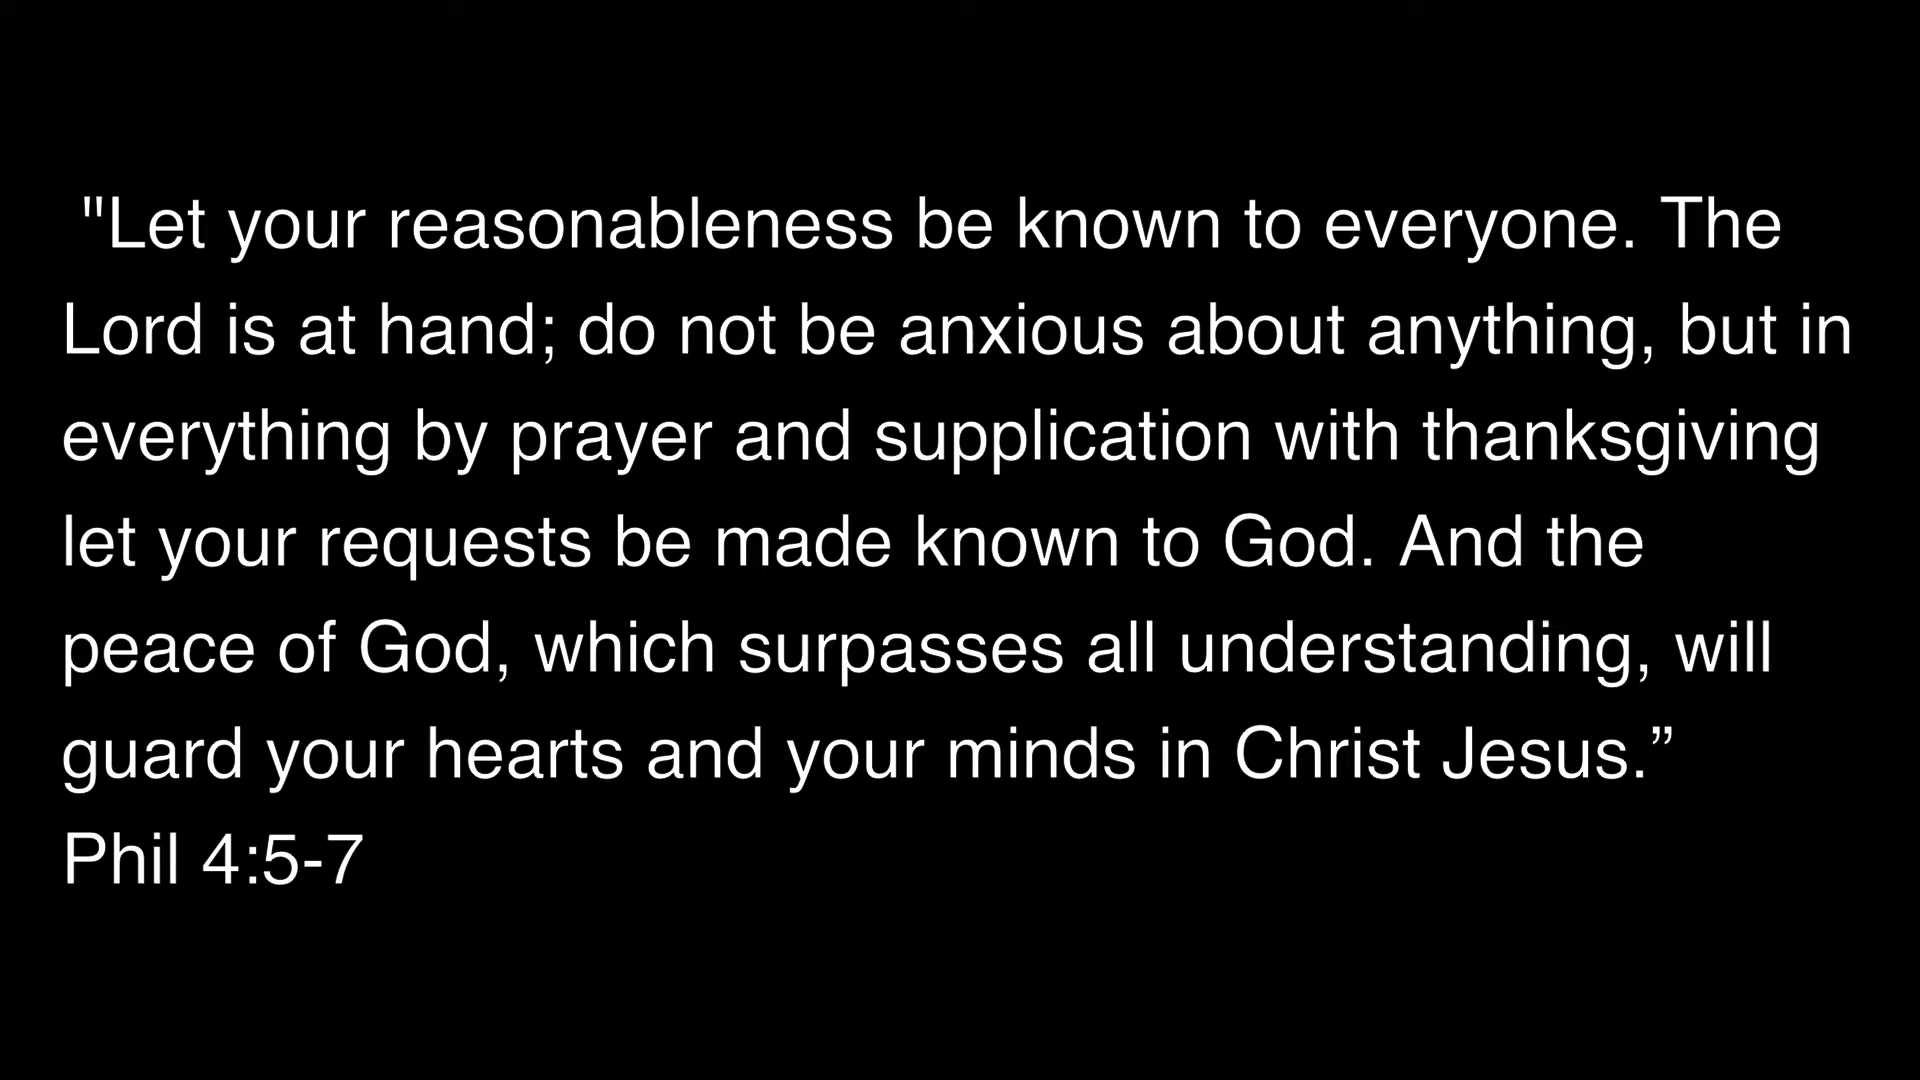 "Let your reasonableness be known to everyone. The
Lord is at hand; do not be anxious about anything, but in
everything by prayer and supplication with thanksgiving
let your requests be made known to God. And the
peace of God, which surpasses all understanding, will
guard your hearts and your minds in Christ Jesus.”
Phil 4:5-7